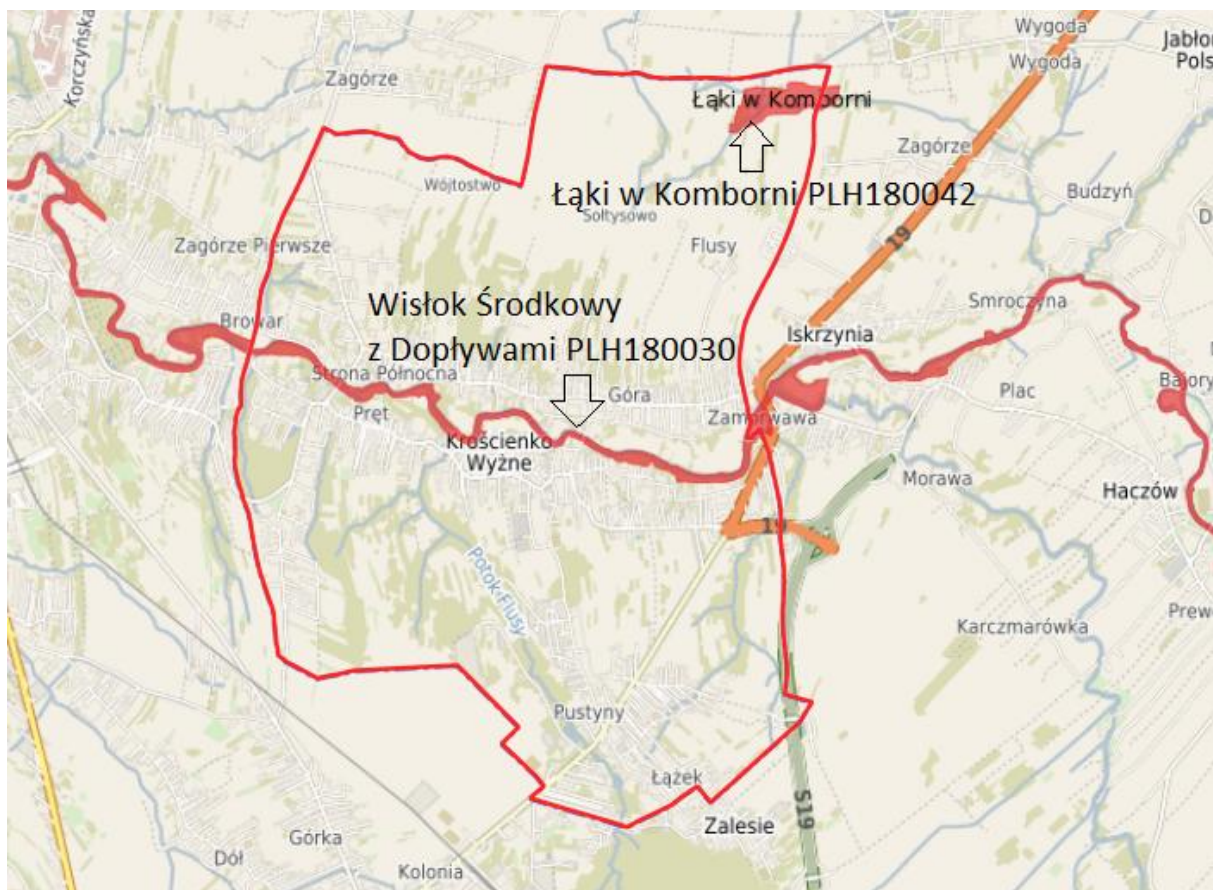 Wygoda
Wygoda
Korczyńska
Zagórze
Łąki w Komborni
Zagórze
Wójtostwo
Łąki w Komborni PLH180042
Budzyń
Sołtysowo
Zagórze Pierwsze
Flusy
19
Wisłok Środkowy
z Dopływami PLH180030
Smroczyna
Browar
Iskrzynia
Strona Północna
Góra
Plac
Pręt
Zamorwawa
Krościenko
Wyżne
Morawa
Haczów
19
Potok Flusy
Karczmarówka
Pustyny
Łążek
S19
Zalesie
Górka
Dół
Kolonia